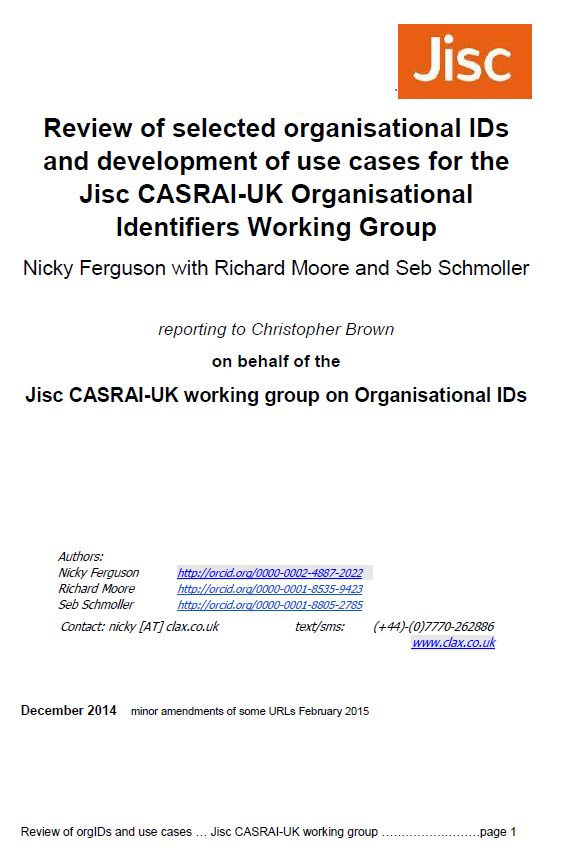 Jisc
Review of selected organisational IDs
and development of use cases for the
Jisc CASRAI-UK Organisational
Identifiers Working Group
Nicky Ferguson with Richard Moore and Seb Schmoller
reporting to Christopher Brown
on behalf of the
Jisc CASRAI-UK working group on Organisational IDs
Authors:
Nicky Ferguson http://orcid.org/0000-0002-4887-2022
Richard Moore http://orcid.org/0000-0001-8535-9423
Seb Schmoller http://orcid.org/0000-0001-8805-2785
Contact: nicky [AT] clax.co.uk text/sms: (+44)-(0)7770-262886
www.clax.co.uk
December 2014 minor amendments of some URLs February 2015
Review of orgIDs and use cases … Jisc CASRAI-UK working group ……………………page 1